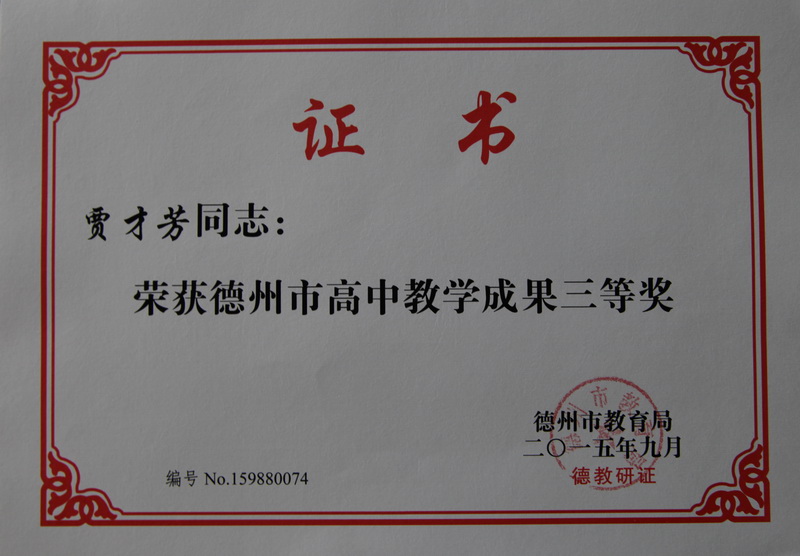 证书
贾才芳同志：
荣获德州市高中教学成果三等奖
德州市教育局
二〇一五年九月
德教研证
编号 No.159880074